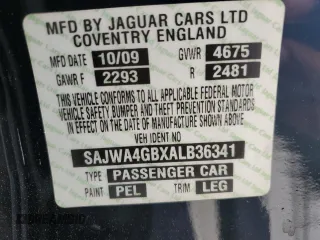 MFD BY JAGUAR CARS LTD
COVENTRY ENGLAND
MFD DATE 10/09 GVWR 4675
GAWR F 2293 R 2481
THIS VEHICLE CONFORMS TO ALL APPLICABLE FEDERAL MOTOR
VEHICLE SAFETY BUMPER AND THEFT PREVENTION STANDARDS
IN EFFECT ON THE DATE OF MANUFACTURE SHOWN ABOVE
VEH IDENT NO
SAJWA4GBXALB36341
TYPE PASSENGER CAR
PAINT PEL TRIM LEG